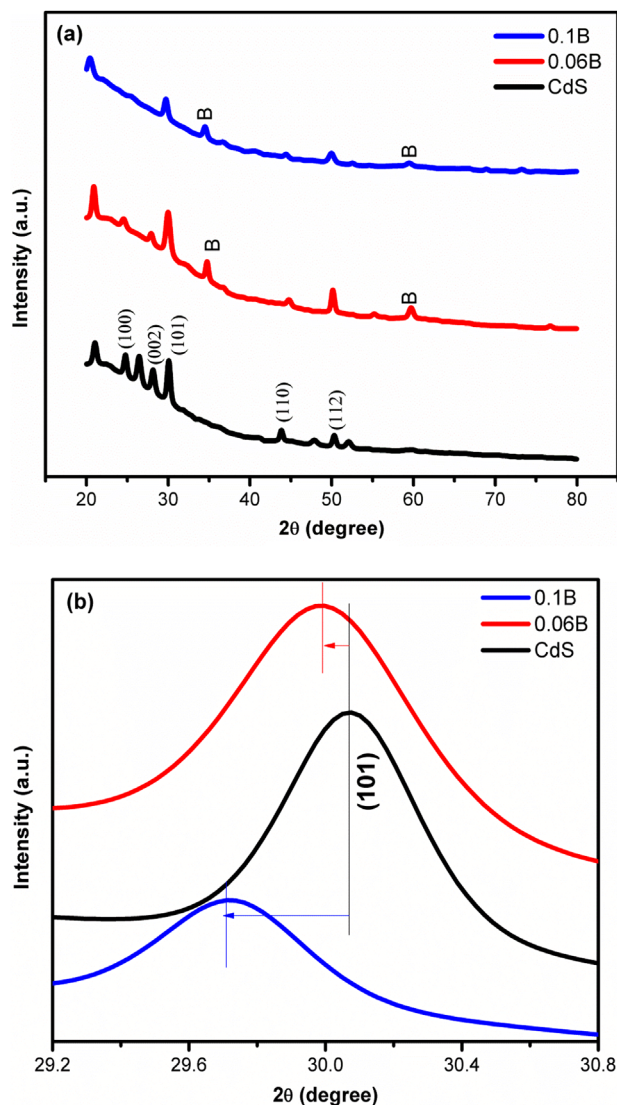 (a)
0.1B
0.06B
CdS
B
B
B
B
(100)
(002)
(101)
(110)
(112)
Intensity (a.u.)
20 30 40 50 60 70 80
2θ (degree)
(b)
0.1B
0.06B
CdS
(101)
Intensity (a.u.)
29.2 29.6 30.0 30.4 30.8
2θ (degree)